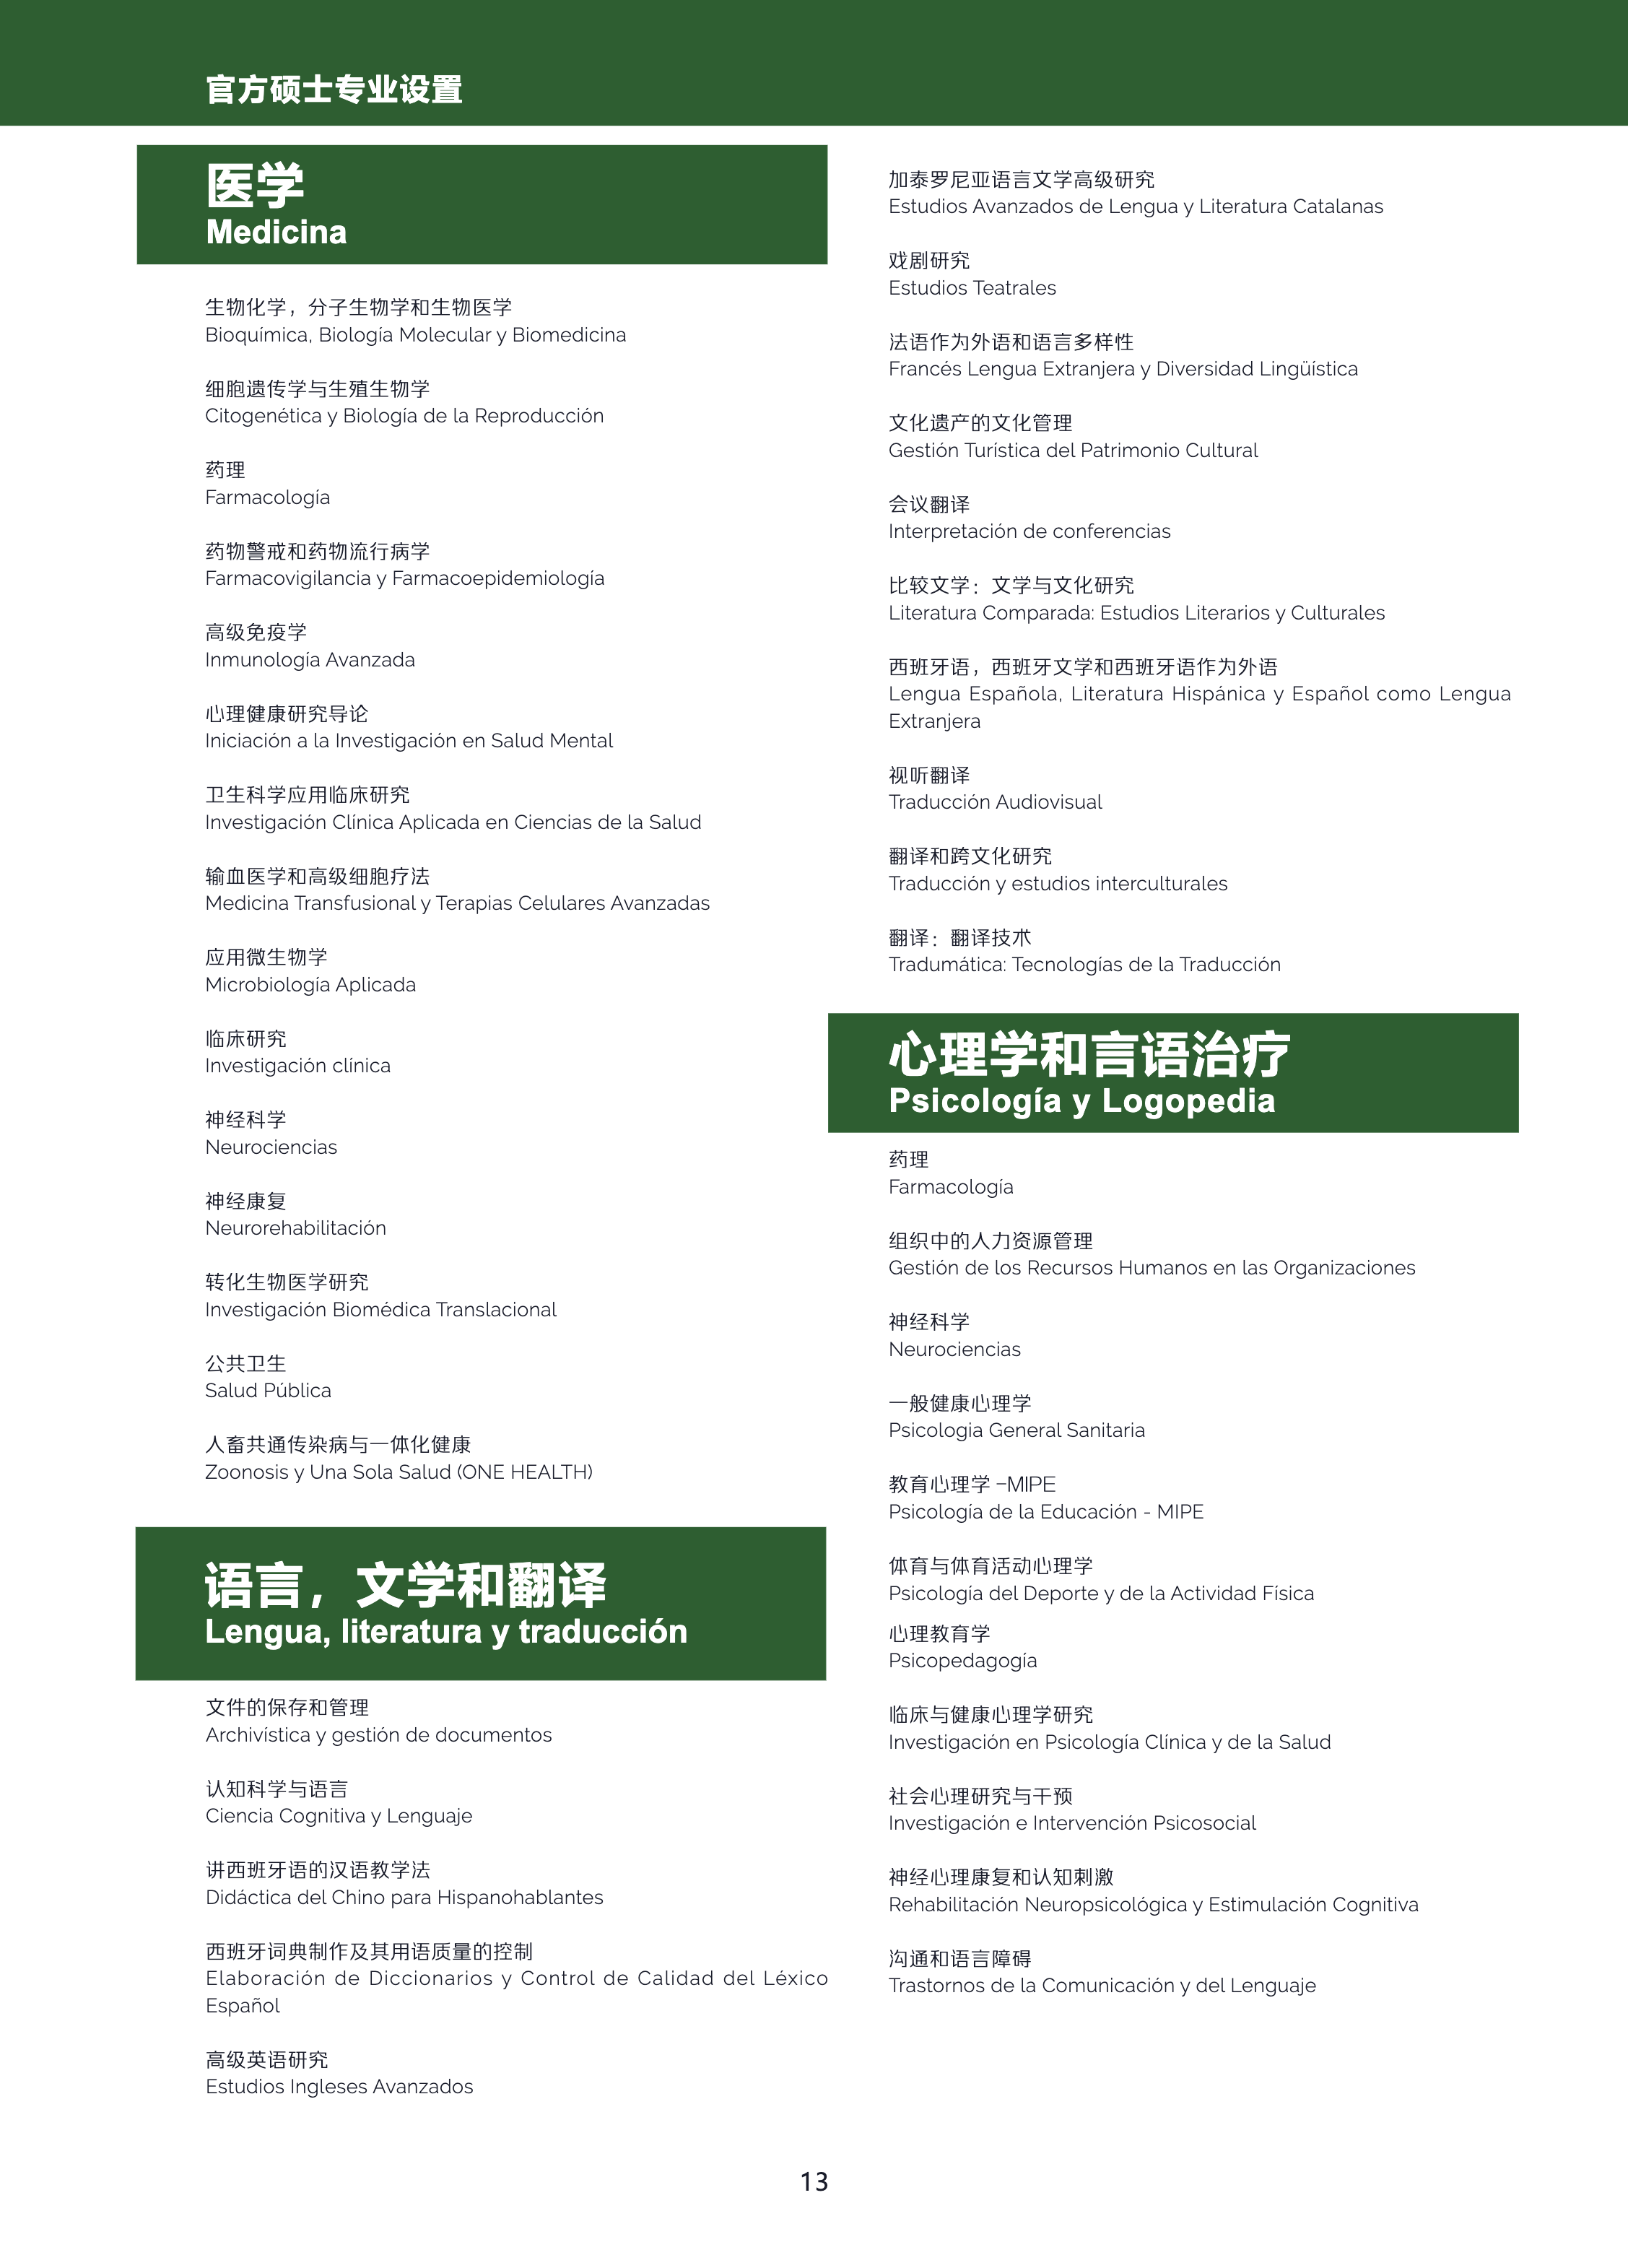 官方硕士专业设置
医学
Medicina
生物化学，分子生物学和生物医学
Bioquímica, Biología Molecular y Biomedicina
细胞遗传学与生殖生物学
Citogenética y Biología de la Reproducción
药理
Farmacología
药物警戒和药物流行病学
Farmacovigilancia y Farmacoepidemiología
高级免疫学
Inmunología Avanzada
心理健康研究导论
Iniciación a la Investigación en Salud Mental
卫生科学应用临床研究
Investigación Clínica Aplicada en Ciencias de la Salud
输血医学和高级细胞疗法
Medicina Transfusional y Terapias Celulares Avanzadas
应用微生物学
Microbiología Aplicada
临床研究
Investigación clínica
神经科学
Neurociencias
神经康复
Neurorehabilitación
转化生物医学研究
Investigación Biomédica Translacional
公共卫生
Salud Pública
人畜共通传染病与一体化健康
Zoonosis y Una Sola Salud (ONE HEALTH)
语言，文学和翻译
Lengua, literatura y traducción
文件的保存和管理
Archivística y gestión de documentos
认知科学与语言
Ciencia Cognitiva y Lenguaje
讲西班牙语的汉语教学法
Didáctica del Chino para Hispanohablantes
西班牙词典制作及其用语质量的控制
Elaboración de Diccionarios y Control de Calidad del Léxico
Español
高级英语研究
Estudios Ingleses Avanzados
加泰罗尼亚语言文学高级研究
Estudios Avanzados de Lengua y Literatura Catalanas
戏剧研究
Estudios Teatrales
法语作为外语和语言多样性
Francés Lengua Extranjera y Diversidad Lingüística
文化遗产的文化管理
Gestión Turística del Patrimonio Cultural
会议翻译
Interpretación de conferencias
比较文学：文学与文化研究
Literatura Comparada: Estudios Literarios y Culturales
西班牙语，西班牙文学和西班牙语作为外语
Lengua Española, Literatura Hispánica y Español como Lengua
Extranjera
视听翻译
Traducción Audiovisual
翻译和跨文化研究
Traducción y estudios interculturales
翻译：翻译技术
Tradumática: Tecnologías de la Traducción
心理学和言语治疗
Psicología y Logopedia
药理
Farmacología
组织中的人力资源管理
Gestión de los Recursos Humanos en las Organizaciones
神经科学
Neurociencias
一般健康心理学
Psicologia General Sanitaria
教育心理学 –MIPE
Psicología de la Educación - MIPE
体育与体育活动心理学
Psicología del Deporte y de la Actividad Física
心理教育学
Psicopedagogía
临床与健康心理学研究
Investigación en Psicología Clínica y de la Salud
社会心理研究与干预
Investigación e Intervención Psicosocial
神经心理康复和认知刺激
Rehabilitación Neuropsicológica y Estimulación Cognitiva
沟通和语言障碍
Trastornos de la Comunicación y del Lenguaje
13